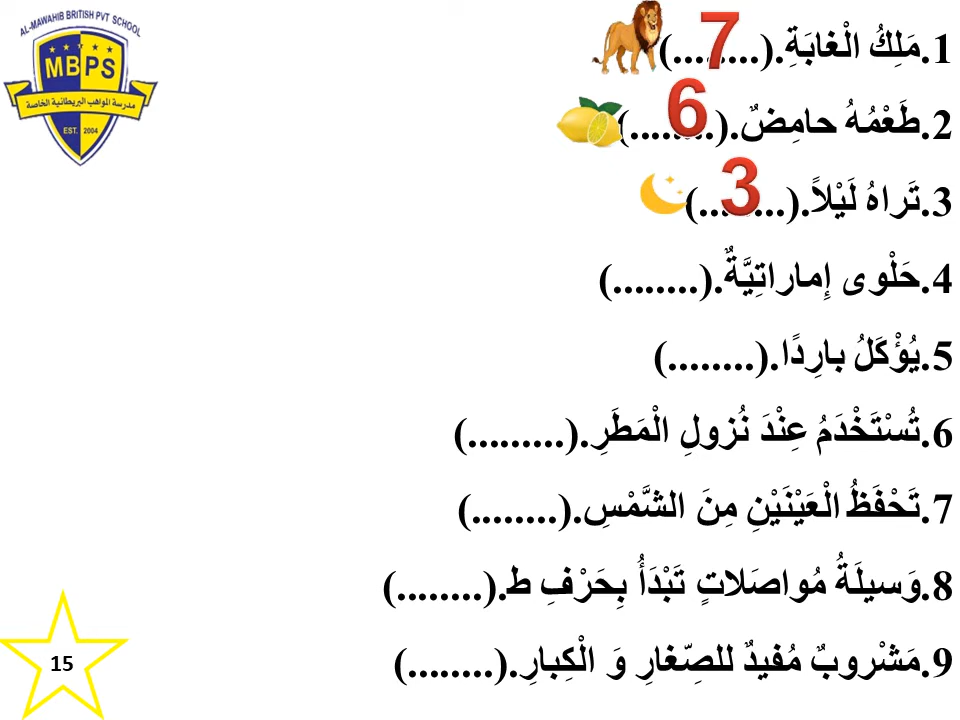 AL-MAWAHIB BRITISH PVT SCHOOL
MBPS
مدرسة المواهب البريطانية الخاصة
EST. 2004
1.مَلِكُ الْغابَةِ.(........) 7
2.طَعْمُهُ حامِضٌ.(........) 6
3.تَراهُ لَيْلاً.(........) 3
4.حَلْوى إِماراتِيَّةٌ.(........)
5.يُؤْكَلُ بارِدًا.(........)
6.تُسْتَخْدَمُ عِنْدَ نُزولِ الْمَطَرِ.(.........)
7.تَحْفَظُ الْعَيْنَيْنِ مِنَ الشَّمْسِ.(........)
8.وَسيلَةُ مُواصَلاتٍ تَبْدَأُ بِحَرْفِ ط.(........)
9.مَشْروبٌ مُفيدٌ للصِّغارِ وَ الْكِبارِ.(........)
15